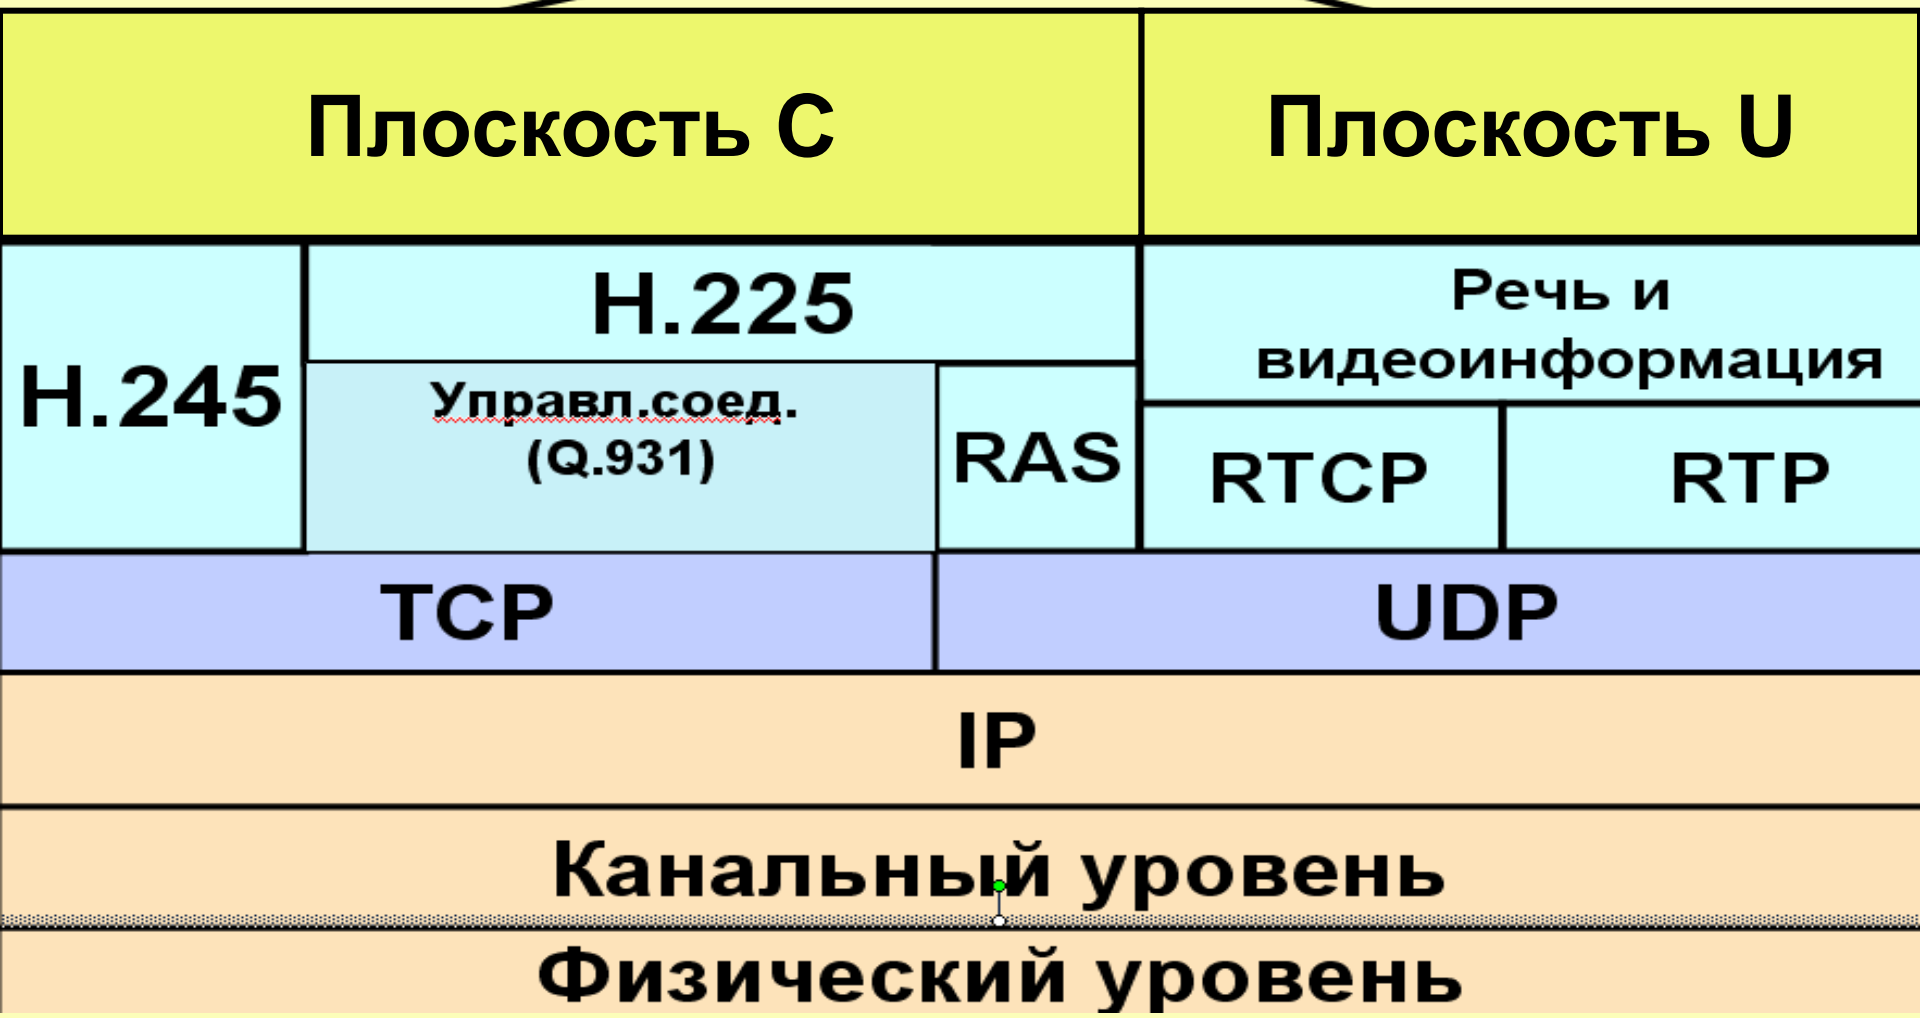 Плоскость C
Плоскость U
H.245
H.225
Речь и
видеоинформация
Управл.соед.
(Q.931)
RAS
RTCP
RTP
TCP
UDP
IP
Канальный уровень
Физический уровень